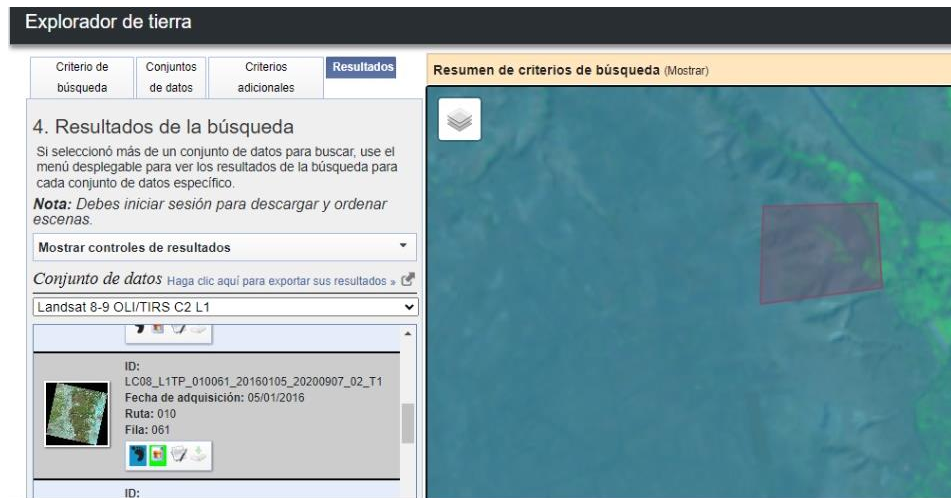 Explorador de tierra
Criterio de búsqueda
Conjuntos de datos
Criterios adicionales
Resultados
Resumen de criterios de búsqueda (Mostrar)
4. Resultados de la búsqueda
Si seleccionó más de un conjunto de datos para buscar, use el
menú desplegable para ver los resultados de la búsqueda para
cada conjunto de datos específico.
Nota: Debes iniciar sesión para descargar y ordenar
escenas.
Mostrar controles de resultados
Conjunto de datos Haga clic aquí para exportar sus resultados »
Landsat 8-9 OLI/TIRS C2 L1
ID:
LC08_L1TP_010061_20160105_20200907_02_T1
Fecha de adquisición: 05/01/2016
Ruta: 010
Fila: 061
ID: